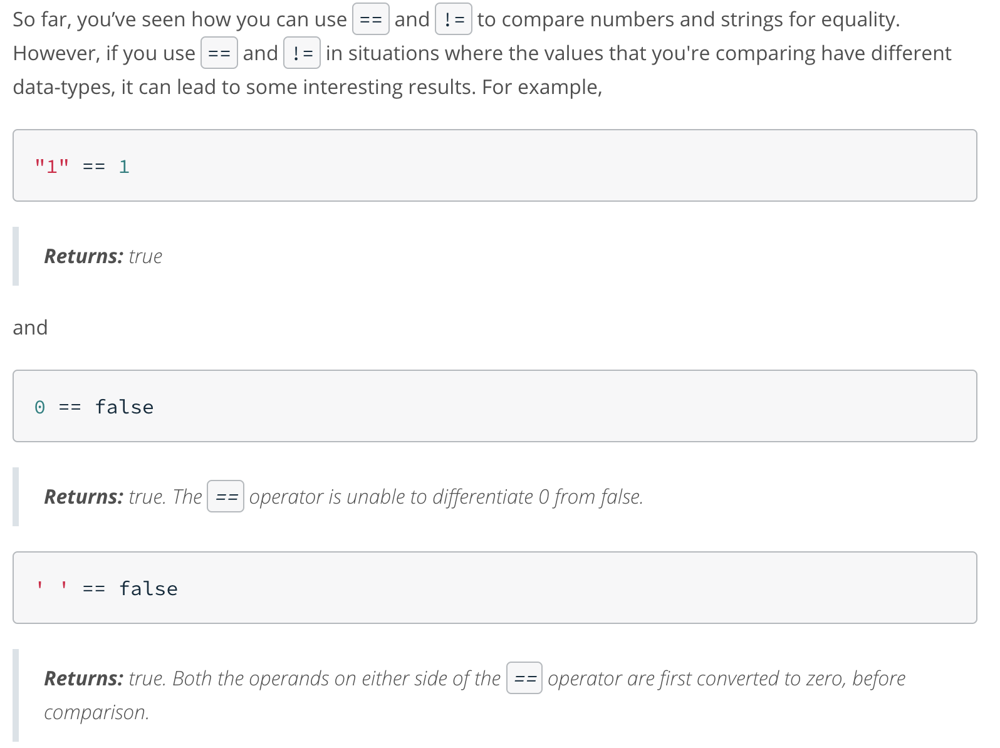 So far, you’ve seen how you can use == and != to compare numbers and strings for equality.
However, if you use == and != in situations where the values that you're comparing have different
data-types, it can lead to some interesting results. For example,
"1" == 1
Returns: true
and
0 == false
Returns: true. The == operator is unable to differentiate 0 from false.
' ' == false
Returns: true. Both the operands on either side of the == operator are first converted to zero, before
comparison.